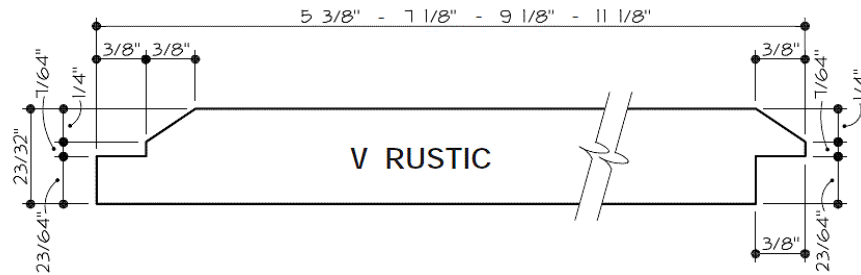 5 3/8" - 7 1/8" - 9 1/8" - 11 1/8"
3/8" 3/8" 3/8"
7/64" 1/4" 7/64" 1/4"
23/32"
V RUSTIC
23/64" 3/8" 23/64"